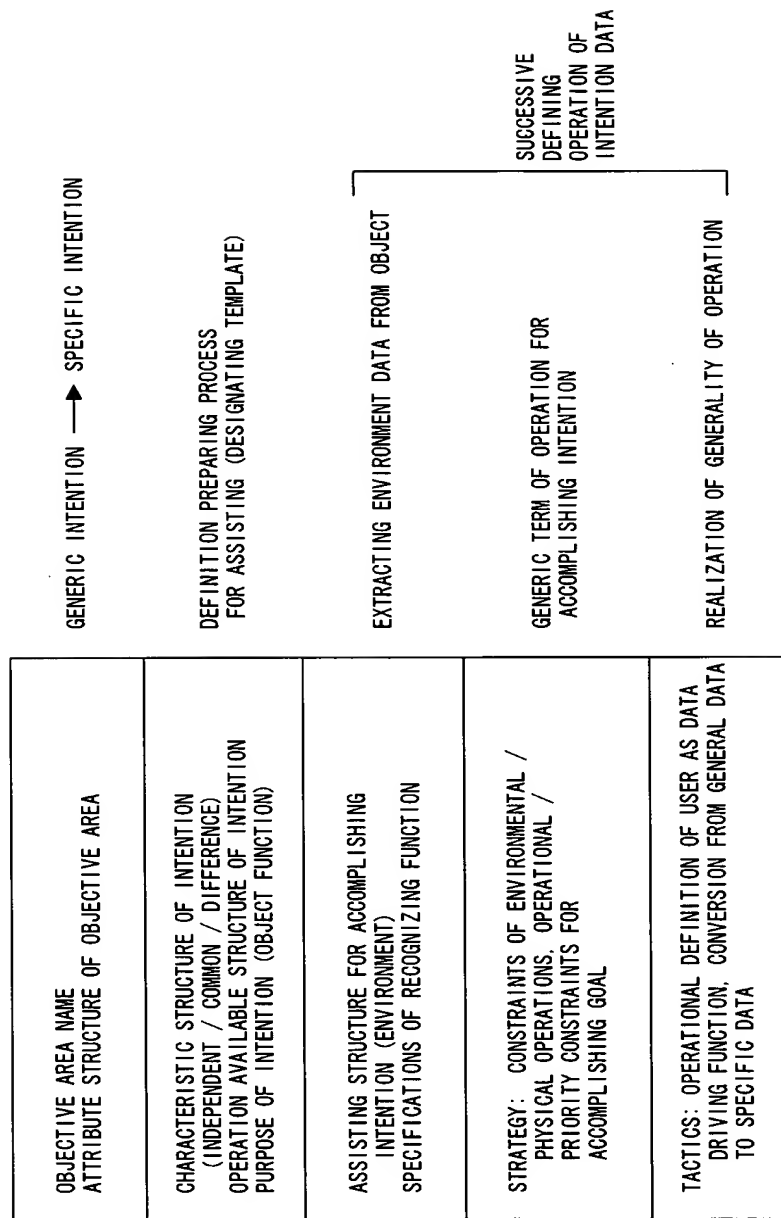 OBJECTIVE AREA NAME
ATTRIBUTE STRUCTURE OF OBJECTIVE AREA
GENERIC INTENTION → SPECIFIC INTENTION
CHARACTERISTIC STRUCTURE OF INTENTION
(INDEPENDENT / COMMON / DIFFERENCE)
OPERATION AVAILABLE STRUCTURE OF INTENTION
PURPOSE OF INTENTION (OBJECT FUNCTION)
DEFINITION PREPARING PROCESS
FOR ASSISTING (DESIGNATING TEMPLATE)
ASSISTING STRUCTURE FOR ACCOMPLISHING
INTENTION (ENVIRONMENT)
SPECIFICATIONS OF RECOGNIZING FUNCTION
EXTRACTING ENVIRONMENT DATA FROM OBJECT
STRATEGY: CONSTRAINTS OF ENVIRONMENTAL /
PHYSICAL OPERATIONS, OPERATIONAL /
PRIORITY CONSTRAINTS FOR
ACCOMPLISHING GOAL
GENERIC TERM OF OPERATION FOR
ACCOMPLISHING INTENTION
TACTICS: OPERATIONAL DEFINITION OF USER AS DATA
DRIVING FUNCTION, CONVERSION FROM GENERAL DATA
TO SPECIFIC DATA
REALIZATION OF GENERALITY OF OPERATION
SUCCESSIVE
DEFINING
OPERATION OF
INTENTION DATA